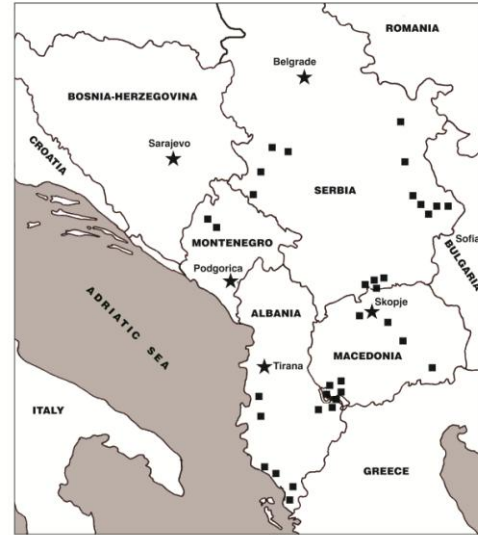 ROMANIA
Belgrade
BOSNIA-HERZEGOVINA
Sarajevo
CROATIA
SERBIA
MONTENEGRO
Sofia
BULGARIA
Podgorica
ALBANIA
Skopje
ADRIATIC SEA
MACEDONIA
Tirana
ITALY
GREECE